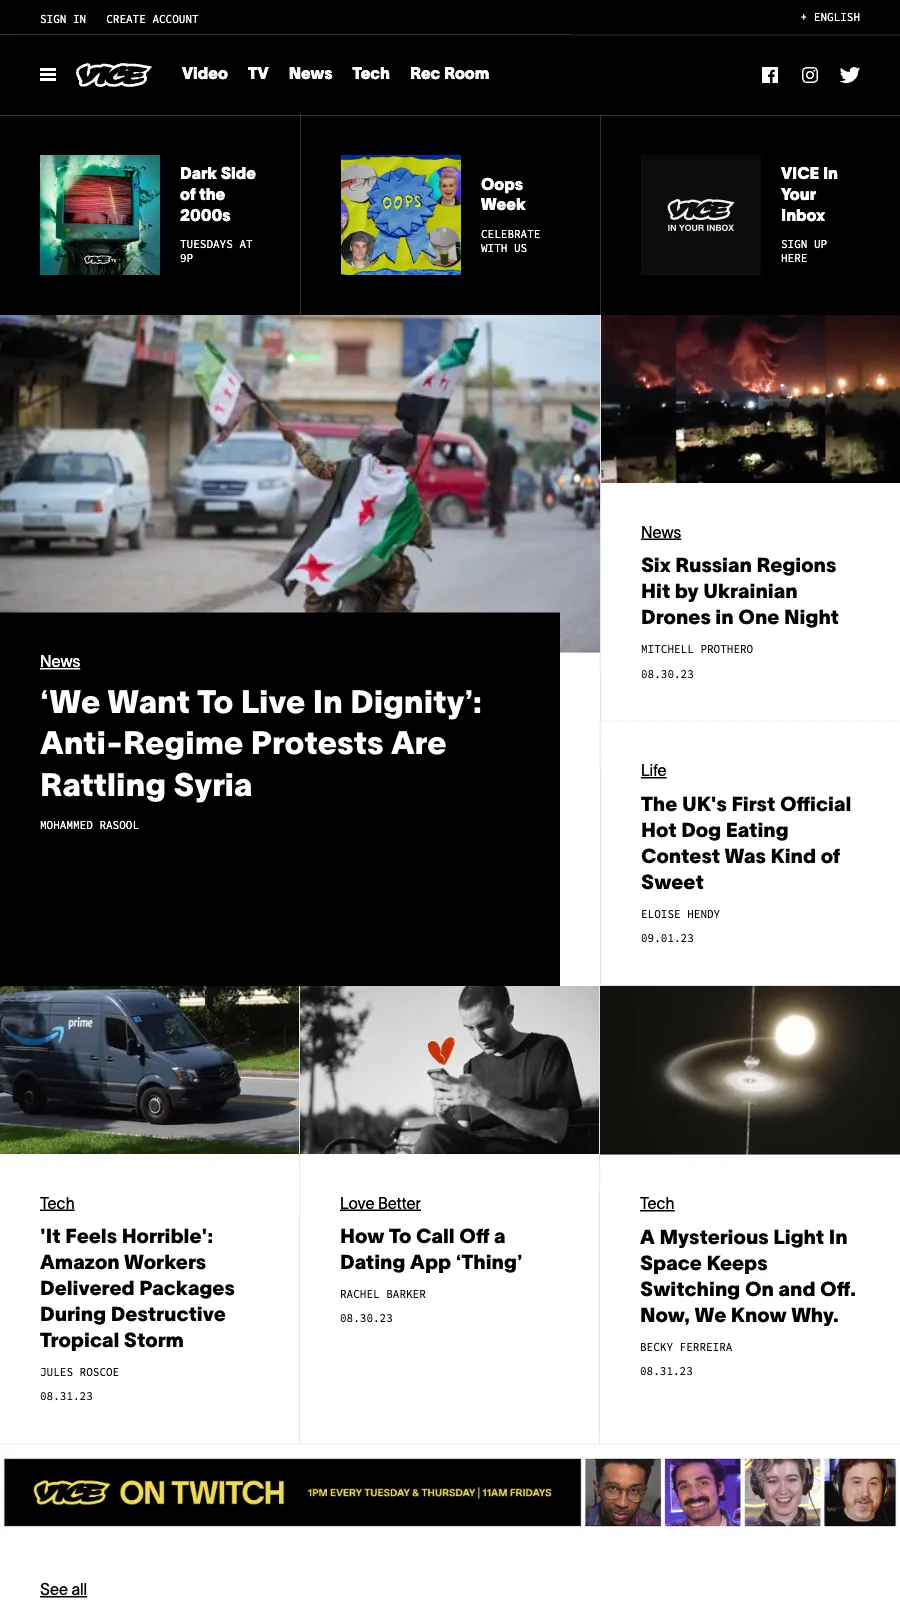 SIGN IN CREATE ACCOUNT
+ ENGLISH
VICE
Video TV News Tech Rec Room
Dark Side
of the
2000s
TUESDAYS AT
9P
VICE TV
OOPS
Oops
Week
CELEBRATE
WITH US
VICE
IN YOUR INBOX
VICE in
Your
Inbox
SIGN UP
HERE
News
‘We Want To Live In Dignity’:
Anti-Regime Protests Are
Rattling Syria
MOHAMMED RASOOL
News
Six Russian Regions
Hit by Ukrainian
Drones in One Night
MITCHELL PROTHERO
08.30.23
Life
The UK's First Official
Hot Dog Eating
Contest Was Kind of
Sweet
ELOISE HENDY
09.01.23
prime
Tech
'It Feels Horrible':
Amazon Workers
Delivered Packages
During Destructive
Tropical Storm
JULES ROSCOE
08.31.23
Love Better
How To Call Off a
Dating App ‘Thing’
RACHEL BARKER
08.30.23
Tech
A Mysterious Light In
Space Keeps
Switching On and Off.
Now, We Know Why.
BECKY FERREIRA
08.31.23
VICE ON TWITCH
1PM EVERY TUESDAY & THURSDAY | 11AM FRIDAYS
See all